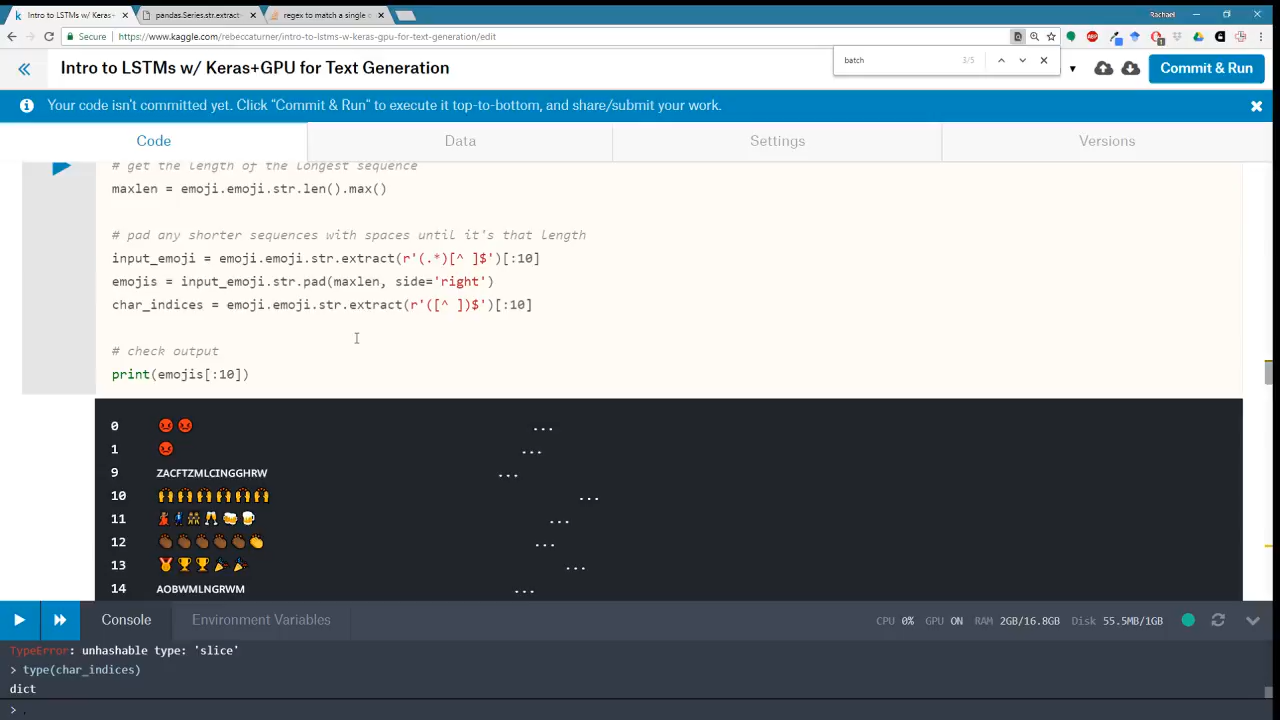 Intro to LSTMs w/ Keras+
pandas.Series.str.extract
regex to match a single
Rachael
Secure
https://www.kaggle.com/rebeccaturner/intro-to-lstms-w-keras-gpu-for-text-generation/edit
Intro to LSTMs w/ Keras+GPU for Text Generation
batch
3/5
Commit & Run
Your code isn't committed yet. Click "Commit & Run" to execute it top-to-bottom, and share/submit your work.
Code
Data
Settings
Versions
# get the length of the longest sequence
maxlen = emoji.emoji.str.len().max()
# pad any shorter sequences with spaces until it's that length
input_emoji = emoji.emoji.str.extract(r'(.*)[^ ]$')[:10]
emojis = input_emoji.str.pad(maxlen, side='right')
char_indices = emoji.emoji.str.extract(r'([^ ])$')[:10]
# check output
print(emojis[:10])
0 😡😡 ...
1 😡 ...
9 ZACFTZMLCINGGHRW ...
10 🙌🙌🙌🙌🙌🙌 ...
11 ...
12 ...
13 🏅🏆🏆🎉🎉 ...
14 AOBWMLNGRWM ...
Console
Environment Variables
CPU 0% GPU ON RAM 2GB/16.8GB Disk 55.5MB/1GB
TypeError: unhashable type: 'slice'
> type(char_indices)
dict
>